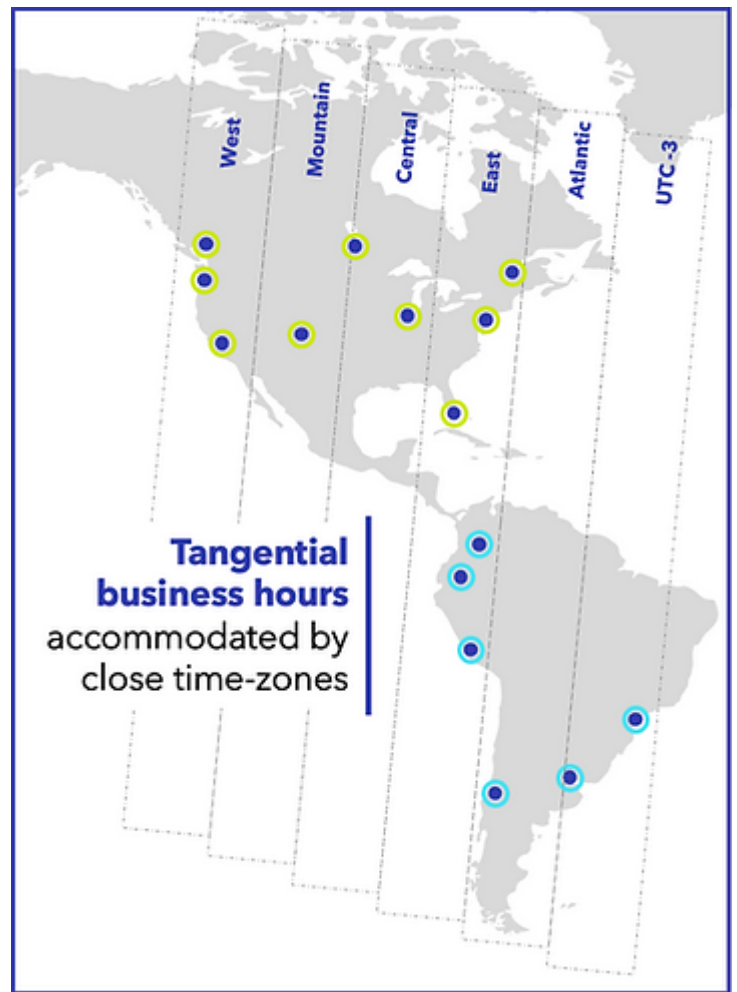 West
Mountain
Central
East
Atlantic
UTC -3
Tangential
business hours
accommodated by
close time-zones